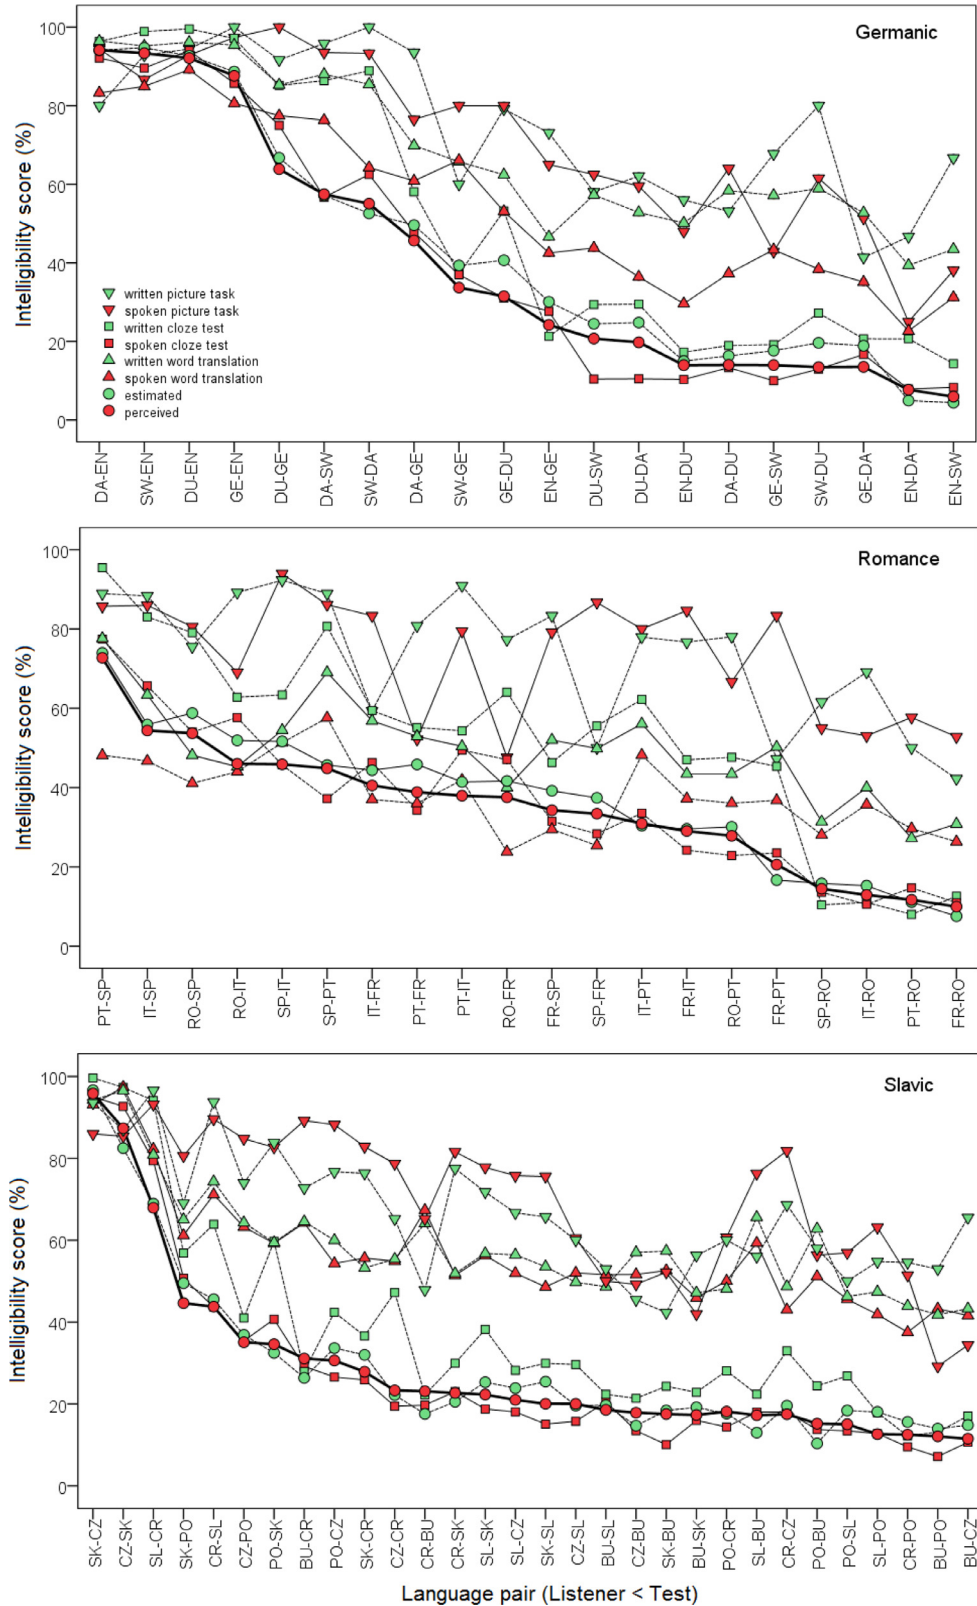 Germanic
Intelligibility score (%)
100
80
60
40
20
0
written picture task
spoken picture task
written cloze test
spoken cloze test
written word translation
spoken word translation
estimated
perceived
DA-EN
SW-EN
DU-EN
GE-EN
DU-GE
DA-SW
SW-DA
DA-GE
SW-GE
GE-DU
EN-GE
DU-SW
DU-DA
EN-DU
DA-DU
GE-SW
SW-DU
GE-DA
EN-DA
EN-SW
Romance
Intelligibility score (%)
100
80
60
40
20
0
PT-SP
IT-SP
RO-SP
RO-IT
SP-IT
SP-PT
IT-FR
PT-FR
PT-IT
RO-FR
FR-SP
SP-FR
IT-PT
FR-IT
RO-PT
FR-PT
SP-RO
IT-RO
PT-RO
FR-RO
Slavic
Intelligibility score (%)
100
80
60
40
20
0
SK-CZ
CZ-SK
SL-CR
SK-PO
CR-SL
CZ-PO
PO-SK
BU-CR
PO-CZ
SK-CR
CZ-CR
CR-BU
CR-SK
SL-SK
SL-CZ
SK-SL
CZ-SL
BU-SL
CZ-BU
SK-BU
BU-SK
PO-CR
SL-BU
CR-CZ
PO-BU
PO-SL
SL-PO
CR-PO
BU-PO
BU-CZ
Language pair (Listener < Test)